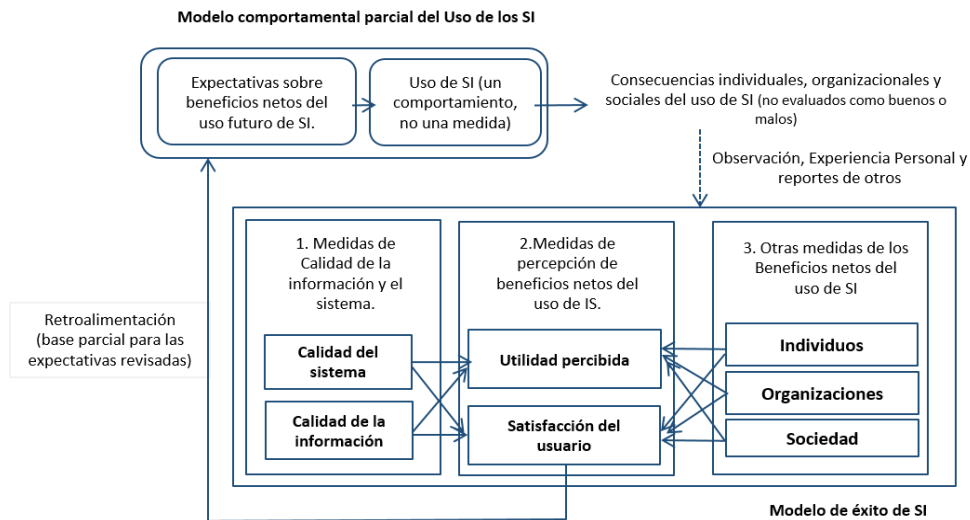 Modelo comportamental parcial del Uso de los SI
Expectativas sobre
beneficios netos del
uso futuro de SI.
Uso de SI (un
comportamiento,
no una medida)
Consecuencias individuales, organizacionales y
sociales del uso de SI (no evaluados como buenos o
malos)
Observación, Experiencia Personal y
reportes de otros
1. Medidas de
Calidad de la
información y el
sistema.
2.Medidas de
percepción de
beneficios netos del
uso de IS.
3. Otras medidas de los
Beneficios netos del
uso de SI
Retroalimentación
(base parcial para las
expectativas revisadas)
Calidad del
sistema
Calidad de la
información
Utilidad percibida
Satisfacción del
usuario
Individuos
Organizaciones
Sociedad
Modelo de éxito de SI